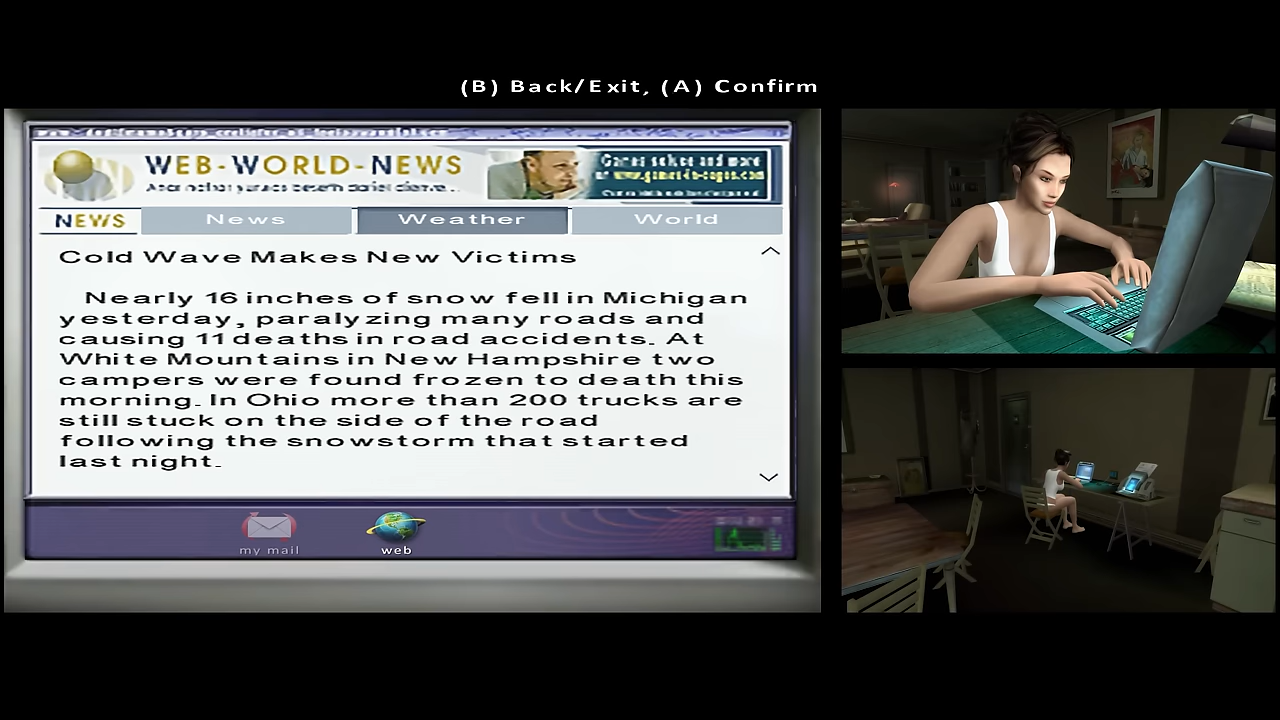 (B) Back/Exit, (A) Confirm
WEB-WORLD-NEWS
Games secrets and more
NEWS News Weather World
Cold Wave Makes New Victims
Nearly 16 inches of snow fell in Michigan
yesterday, paralyzing many roads and
causing 11 deaths in road accidents. At
White Mountains in New Hampshire two
campers were found frozen to death this
morning. In Ohio more than 200 trucks are
still stuck on the side of the road
following the snowstorm that started
last night.
my mail
web